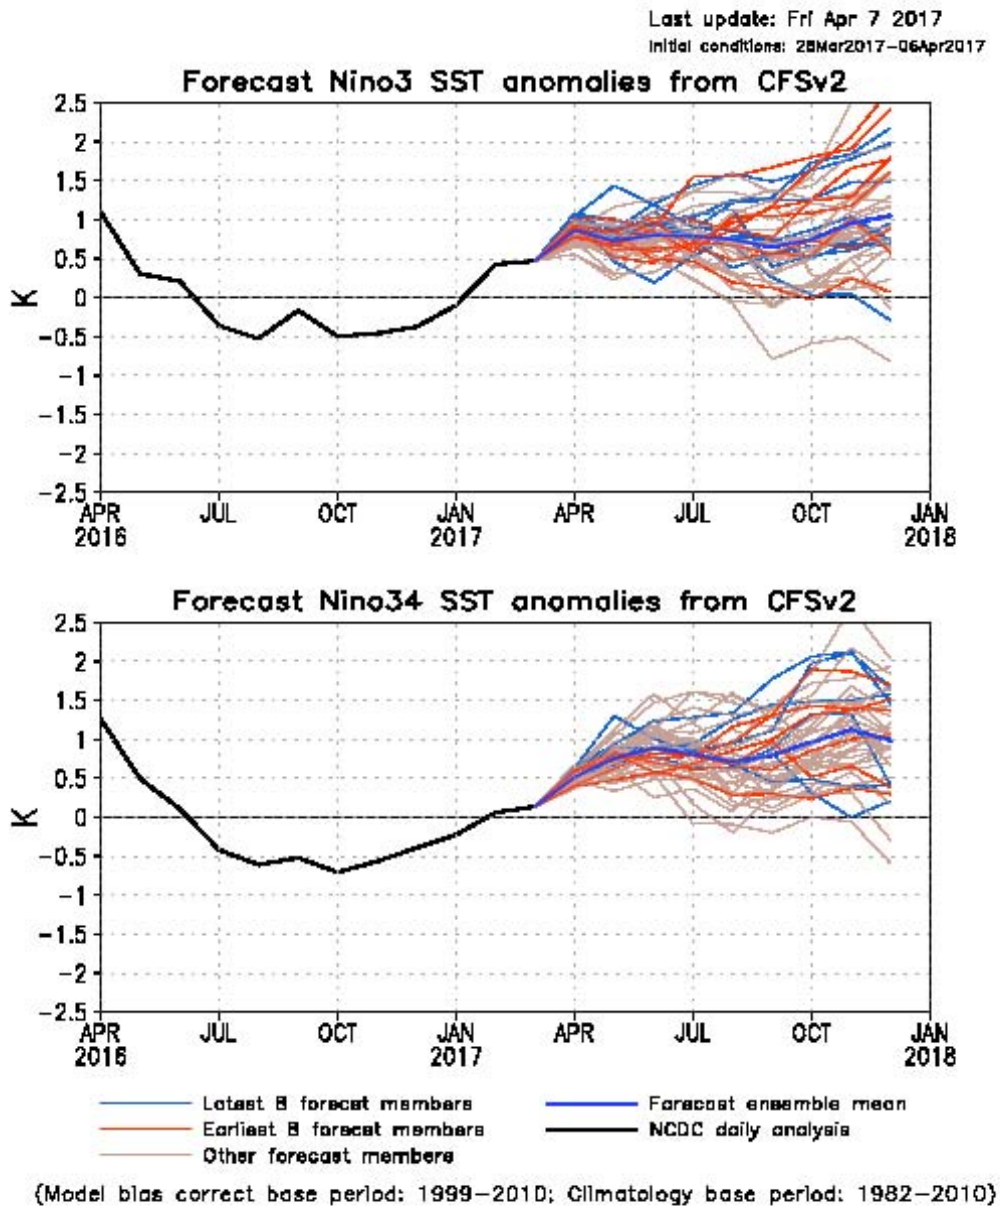 Last update: Fri Apr 7 2017
Initial conditions: 28Mar2017-06Apr2017
Forecast Nino3 SST anomalies from CFSv2
K
2.5
2
1.5
1
0.5
0
-0.5
-1
-1.5
-2
-2.5
APR JUL OCT JAN APR JUL OCT JAN
2016 2017 2018
Forecast Nino34 SST anomalies from CFSv2
K
2.5
2
1.5
1
0.5
0
-0.5
-1
-1.5
-2
-2.5
APR JUL OCT JAN APR JUL OCT JAN
2016 2017 2018
Latest 8 forecast members Forecast ensemble mean
Earliest 8 forecast members NCDC daily analysis
Other forecast members
(Model bias correct base period: 1999-2010; Climatology base period: 1982-2010)